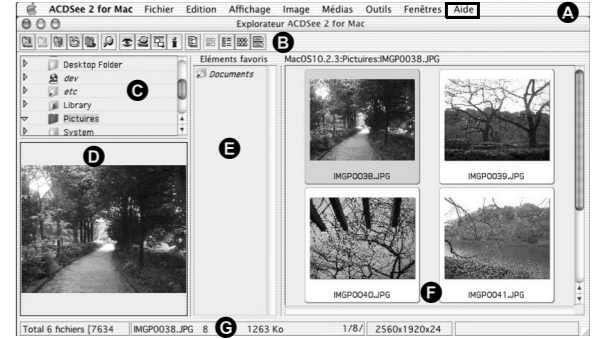 ACDSee 2 for Mac Fichier Edition Affichage Image Médias Outils Fenêtres Aide
A
Explorateur ACDSee 2 for Mac
B
Eléments favoris
MacOS10.2.3:Pictures:IMGP0038.JPG
Desktop Folder
dev
etc
Library
Pictuires
System
C
D
Documents
E
IMGP0038.JPG
IMGP0039.JPG
IMGP0040.JPG
IMGP0041.JPG
F
Total 6 fichiers [7634
IMGP0038.JPG 8
G
1263 Ko
1/8/
2560x1920x24